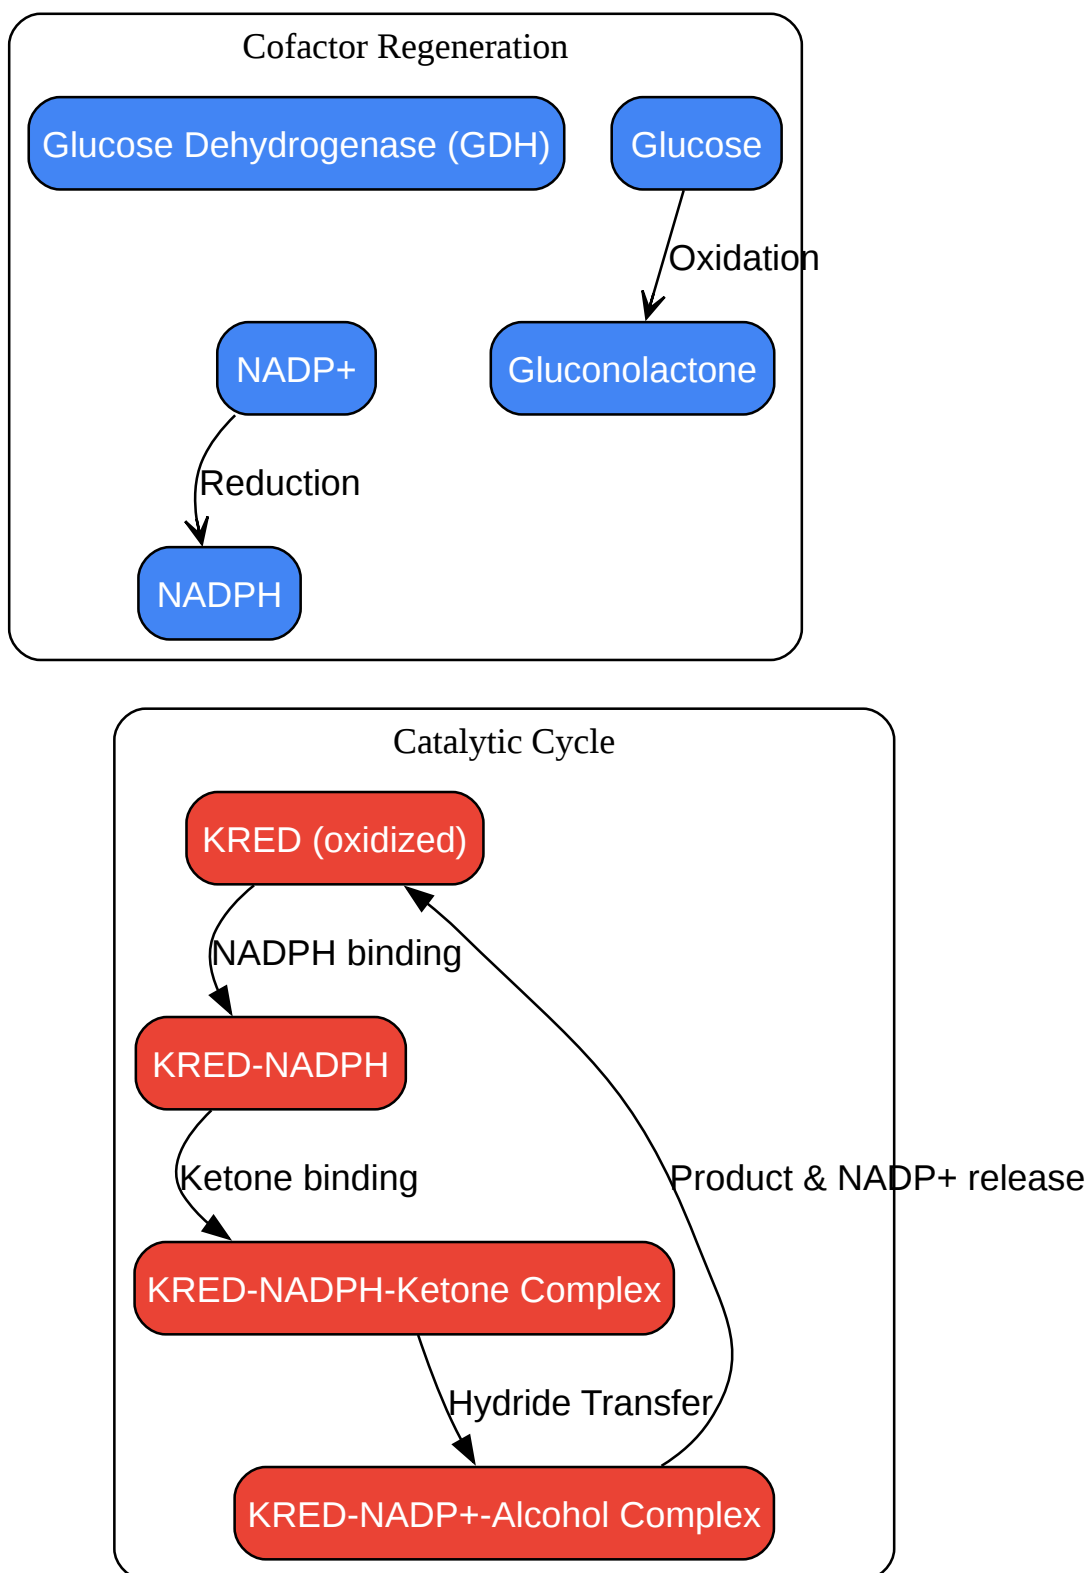 Cofactor Regeneration
Glucose Dehydrogenase (GDH)
Glucose
Oxidation
NADP+
Gluconolactone
Reduction
NADPH
Catalytic Cycle
KRED (oxidized)
NADPH binding
KRED-NADPH
Ketone binding
Product & NADP+ release
KRED-NADPH-Ketone Complex
Hydride Transfer
KRED-NADP+-Alcohol Complex